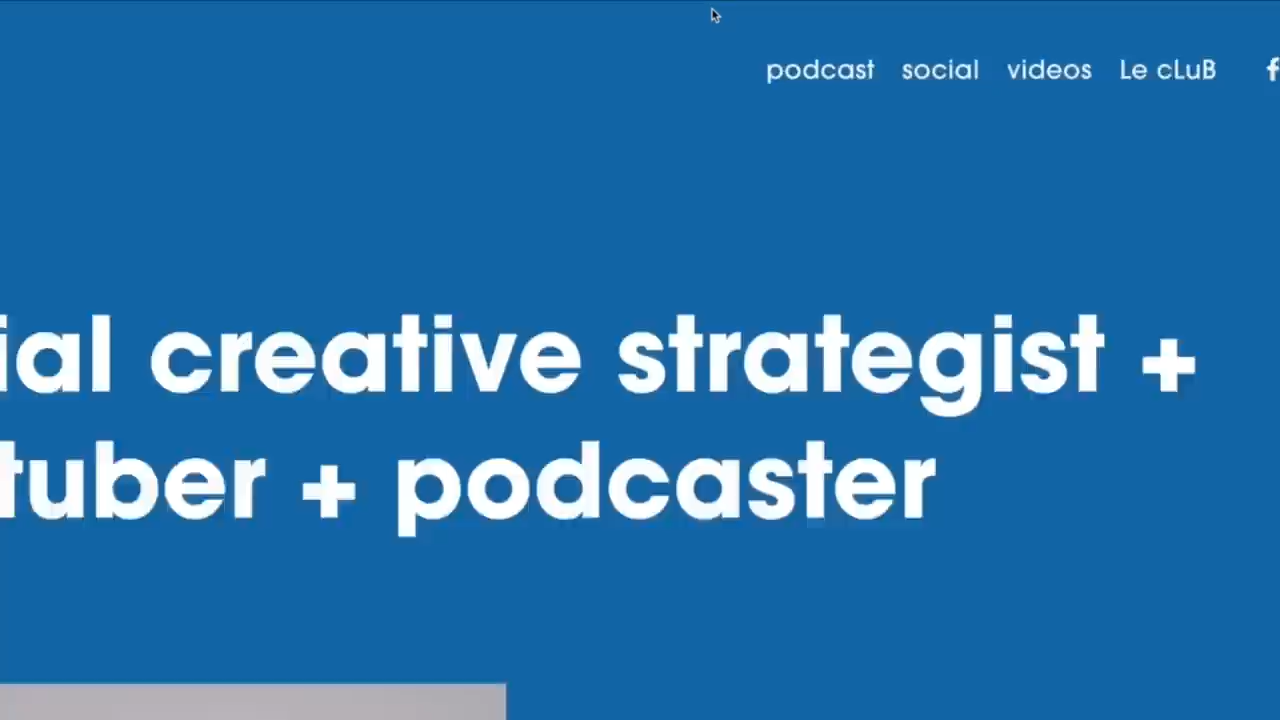 podcast social videos Le cLuB
ial creative strategist +
tuber + podcaster